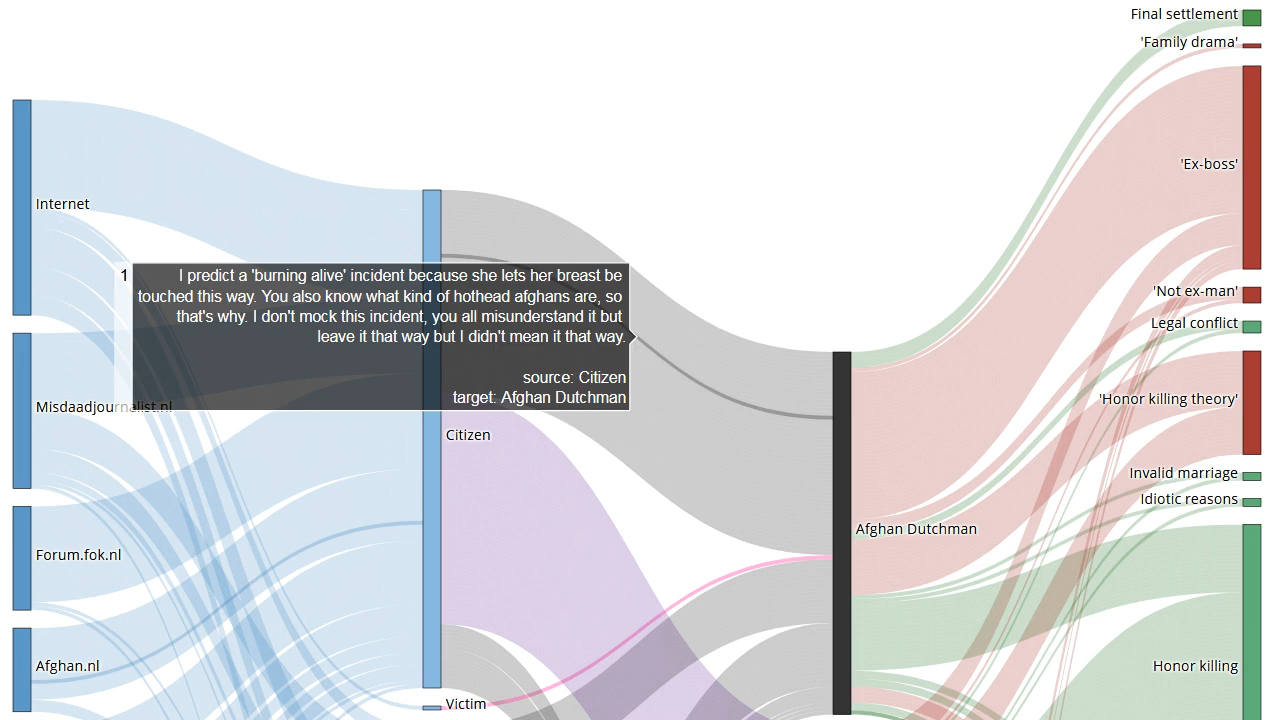 Final settlement
'Family drama'
'Ex-boss'
Internet
1
I predict a 'burning alive' incident because she lets her breast be
touched this way. You also know what kind of hothead afghans are, so
that's why. I don't mock this incident, you all misunderstand it but
leave it that way but I didn't mean it that way.
source: Citizen
target: Afghan Dutchman
'Not ex-man'
Legal conflict
'Honor killing theory'
Misdaadjournalist.nl
Citizen
Invalid marriage
Idiotic reasons
Afghan Dutchman
Forum.fok.nl
Afghan.nl
Honor killing
Victim